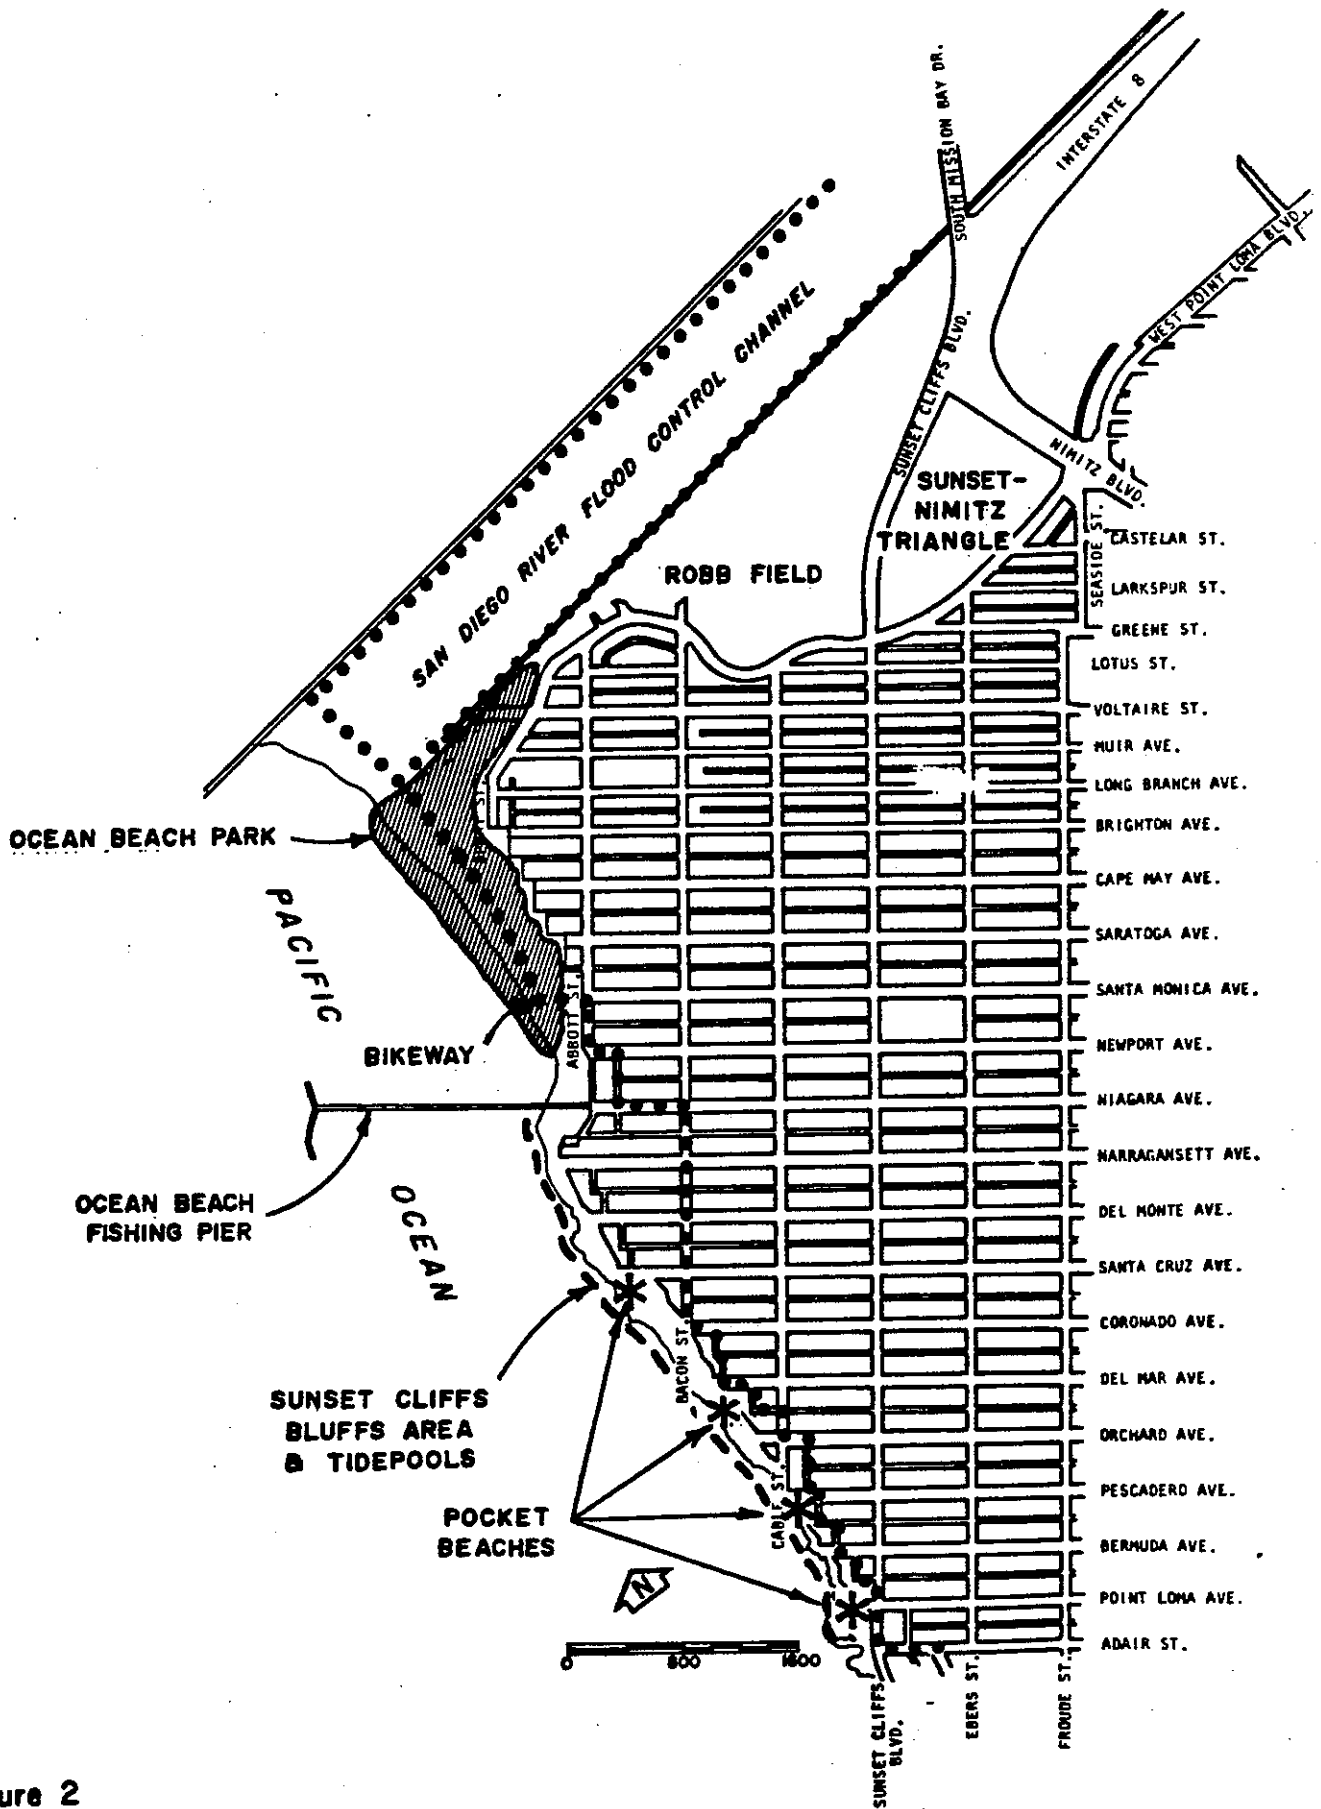 SOUTH MISSION BAY DR.
INTERSTATE 8
WEST POINT LOMA BLVD.
SAN DIEGO RIVER FLOOD CONTROL CHANNEL
SUNSET CLIFFS BLVD.
NIMITZ BLVD.
SUNSET-
NIMITZ
TRIANGLE
ROBB FIELD
SEASIDE ST.
CASTELAR ST.
LARKSPUR ST.
GREENE ST.
LOTUS ST.
VOLTAIRE ST.
MUIR AVE.
LONG BRANCH AVE.
BRIGHTON AVE.
OCEAN BEACH PARK
CAPE MAY AVE.
PACIFIC
SARATOGA AVE.
SANTA MONICA AVE.
ABBOTT ST.
BIKEWAY
NEWPORT AVE.
NIAGARA AVE.
NARRAGANSETT AVE.
OCEAN BEACH
FISHING PIER
OCEAN
DEL MONTE AVE.
SANTA CRUZ AVE.
CORONADO AVE.
BACON ST.
DEL MAR AVE.
SUNSET CLIFFS
BLUFFS AREA
& TIDEPOOLS
ORCHARD AVE.
PESCADERO AVE.
CABLE ST.
POCKET
BEACHES
BERMUDA AVE.
N
POINT LOMA AVE.
ADAIR ST.
0 800 1600
SUNSET CLIFFS
BLVD.
EBERS ST.
FROUDE ST.
ure 2